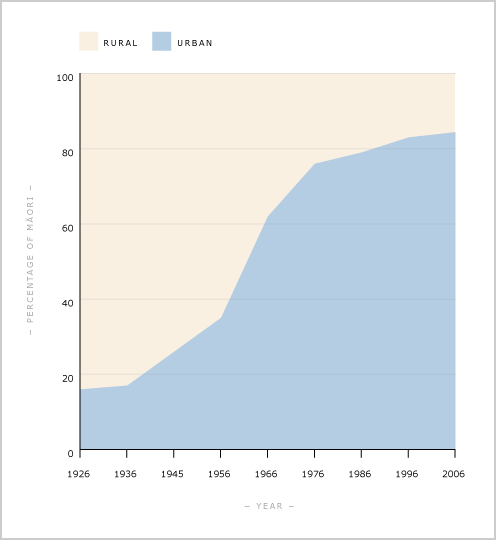 RURAL URBAN
100
80
60
40
20
0
– PERCENTAGE OF MĀORI –
1926 1936 1945 1956 1966 1976 1986 1996 2006
– YEAR –